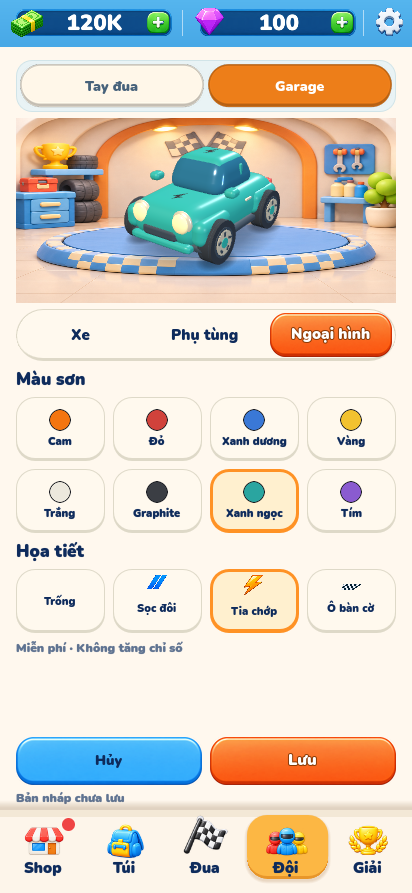 120K
+
100
+
Tay đua
Garage
Xe
Phụ tùng
Ngoại hình
Màu sơn
Cam
Đỏ
Xanh dương
Vàng
Trắng
Graphite
Xanh ngọc
Tím
Họa tiết
Trống
Sọc đôi
Tia chớp
Ô bàn cờ
Miễn phí · Không tăng chỉ số
Hủy
Lưu
Bản nháp chưa lưu
Shop
Túi
Đua
Đội
Giải